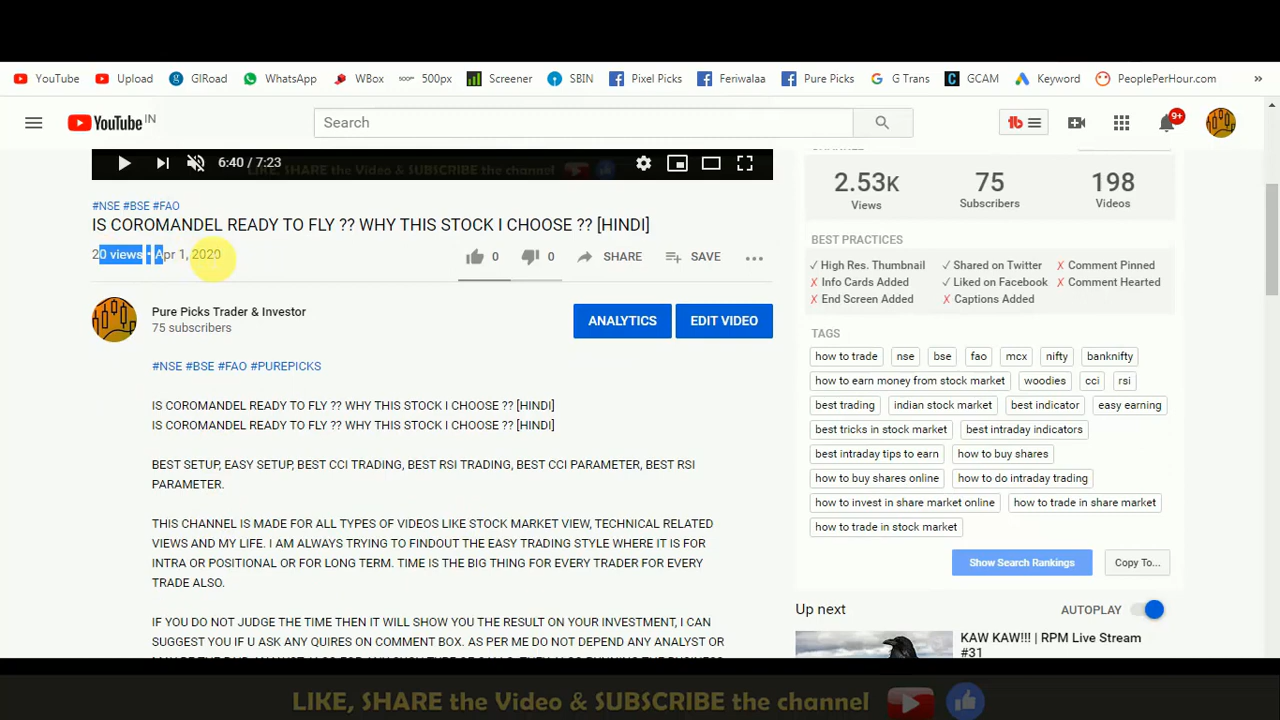 YouTube Upload GIRoad WhatsApp WBox 500px Screener SBIN Pixel Picks Feriwalaa Pure Picks G Trans GCAM Keyword PeoplePerHour.com »
YouTube IN Search 9+
6:40 / 7:23 LIKE, SHARE the Video & SUBSCRIBE the channel
#NSE #BSE #FAO
IS COROMANDEL READY TO FLY ?? WHY THIS STOCK I CHOOSE ?? [HINDI]
20 views • Apr 1, 2020 0 0 SHARE SAVE
Pure Picks Trader & Investor
75 subscribers
ANALYTICS EDIT VIDEO
#NSE #BSE #FAO #PUREPICKS
IS COROMANDEL READY TO FLY ?? WHY THIS STOCK I CHOOSE ?? [HINDI]
IS COROMANDEL READY TO FLY ?? WHY THIS STOCK I CHOOSE ?? [HINDI]
BEST SETUP, EASY SETUP, BEST CCI TRADING, BEST RSI TRADING, BEST CCI PARAMETER, BEST RSI
PARAMETER.
THIS CHANNEL IS MADE FOR ALL TYPES OF VIDEOS LIKE STOCK MARKET VIEW, TECHNICAL RELATED
VIEWS AND MY LIFE. I AM ALWAYS TRYING TO FINDOUT THE EASY TRADING STYLE WHERE IT IS FOR
INTRA OR POSITIONAL OR FOR LONG TERM. TIME IS THE BIG THING FOR EVERY TRADER FOR EVERY
TRADE ALSO.
IF YOU DO NOT JUDGE THE TIME THEN IT WILL SHOW YOU THE RESULT ON YOUR INVESTMENT, I CAN
SUGGEST YOU IF U ASK ANY QUIRES ON COMMENT BOX. AS PER ME DO NOT DEPEND ANY ANALYST OR
2.53K 75 198
Views Subscribers Videos
BEST PRACTICES
✓ High Res. Thumbnail ✓ Shared on Twitter ✗ Comment Pinned
✗ Info Cards Added ✓ Liked on Facebook ✗ Comment Hearted
✗ End Screen Added ✗ Captions Added
TAGS
how to trade nse bse fao mcx nifty banknifty
how to earn money from stock market woodies cci rsi
best trading indian stock market best indicator easy earning
best tricks in stock market best intraday indicators
best intraday tips to earn how to buy shares
how to buy shares online how to do intraday trading
how to invest in share market online how to trade in share market
how to trade in stock market
Show Search Rankings Copy To...
Up next AUTOPLAY
KAW KAW!!! | RPM Live Stream
#31
LIKE, SHARE the Video & SUBSCRIBE the channel